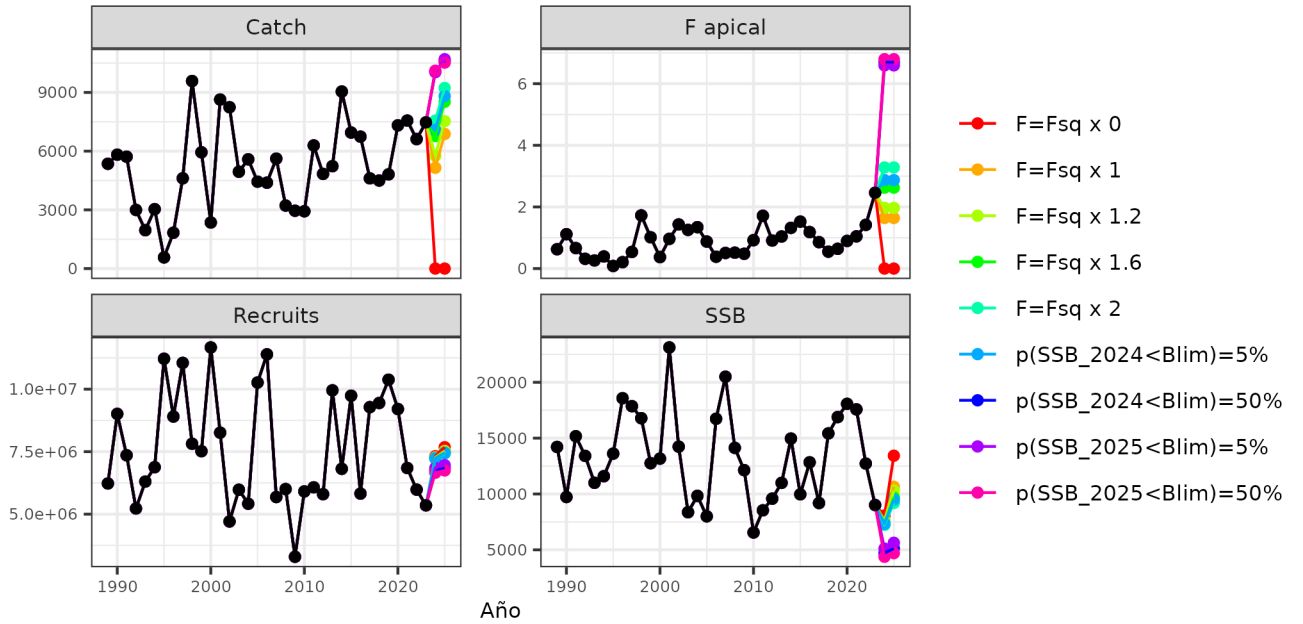 Catch
F apical
9000
6000
3000
0
6
4
2
0
Recruits
SSB
1.0e+07
7.5e+06
5.0e+06
20000
15000
10000
5000
1990 2000 2010 2020
1990 2000 2010 2020
Año
F=Fsq x 0
F=Fsq x 1
F=Fsq x 1.2
F=Fsq x 1.6
F=Fsq x 2
p(SSB_2024<Blim)=5%
p(SSB_2024<Blim)=50%
p(SSB_2025<Blim)=5%
p(SSB_2025<Blim)=50%